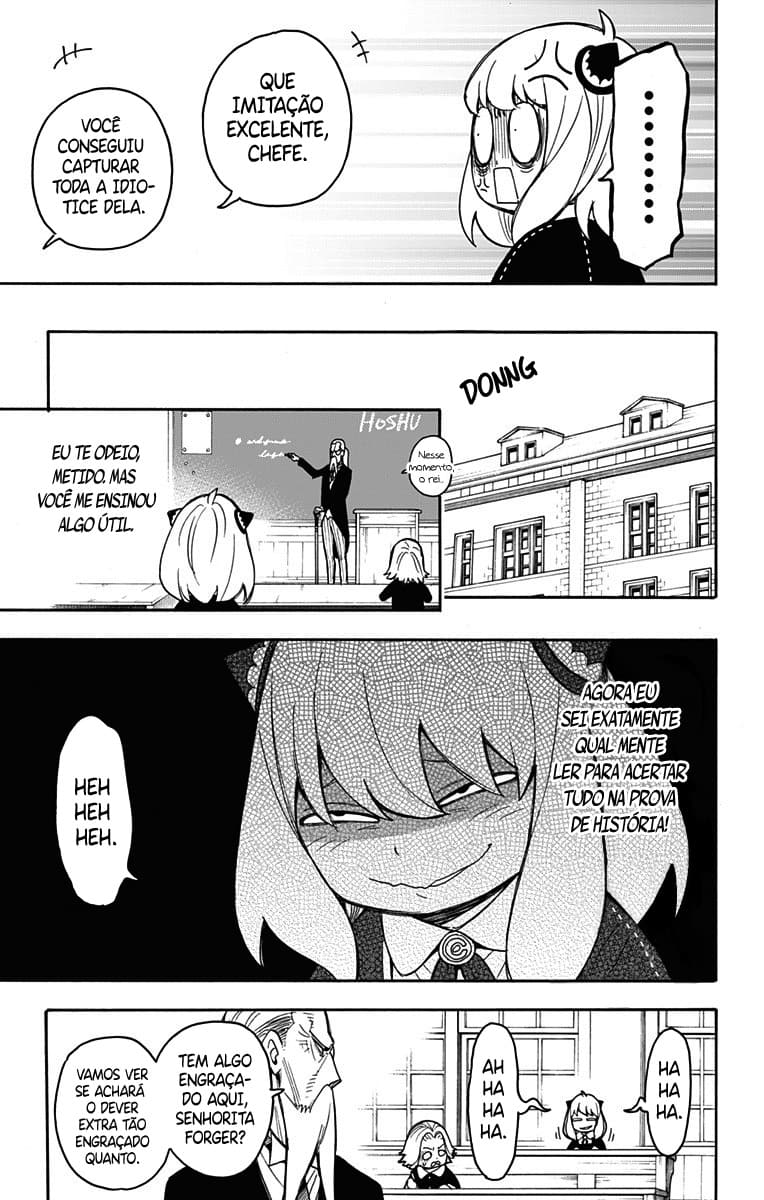 .........
QUE
IMITAÇÃO
EXCELENTE,
CHEFE.
VOCÊ
CONSEGUIU
CAPTURAR
TODA A IDIO-
TICE DELA.
DONNG
Nesse
momento,
o rei..
HOSHU
EU TE ODEIO,
METIDO. MAS
VOCÊ ME ENSINOU
ALGO ÚTIL.
AGORA EU
SEI EXATAMENTE
QUAL MENTE
LER PARA ACERTAR
TUDO NA PROVA
DE HISTÓRIA!
HEH
HEH
HEH.
C
HA
HA
HA.
AH
HA
HA
HA.
TEM ALGO
ENGRAÇA-
DO AQUI,
SENHORITA
FORGER?
VAMOS VER
SE ACHARÁ
O DEVER
EXTRA TÃO
ENGRAÇADO
QUANTO.